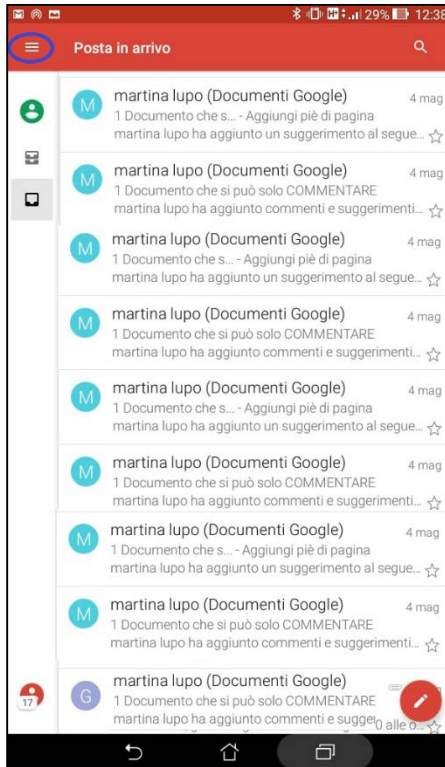 29% 12:38
Posta in arrivo
M martina lupo (Documenti Google) 4 mag
1 Documento che s... - Aggiungi piè di pagina
martina lupo ha aggiunto un suggerimento al segue...
M martina lupo (Documenti Google) 4 mag
1 Documento che si può solo COMMENTARE
martina lupo ha aggiunto commenti e suggerimenti...
M martina lupo (Documenti Google) 4 mag
1 Documento che s... - Aggiungi piè di pagina
martina lupo ha aggiunto un suggerimento al segue...
M martina lupo (Documenti Google) 4 mag
1 Documento che si può solo COMMENTARE
martina lupo ha aggiunto commenti e suggerimenti...
M martina lupo (Documenti Google) 4 mag
1 Documento che s... - Aggiungi piè di pagina
martina lupo ha aggiunto un suggerimento al segue...
M martina lupo (Documenti Google) 4 mag
1 Documento che si può solo COMMENTARE
martina lupo ha aggiunto commenti e suggerimenti...
M martina lupo (Documenti Google) 4 mag
1 Documento che s... - Aggiungi piè di pagina
martina lupo ha aggiunto un suggerimento al segue...
M martina lupo (Documenti Google) 4 mag
1 Documento che si può solo COMMENTARE
martina lupo ha aggiunto commenti e suggerimenti...
17 G martina lupo (Documenti Google)
1 Documento che si può solo COMMENTARE
martina lupo ha aggiunto commenti e sugge 0 alle o...